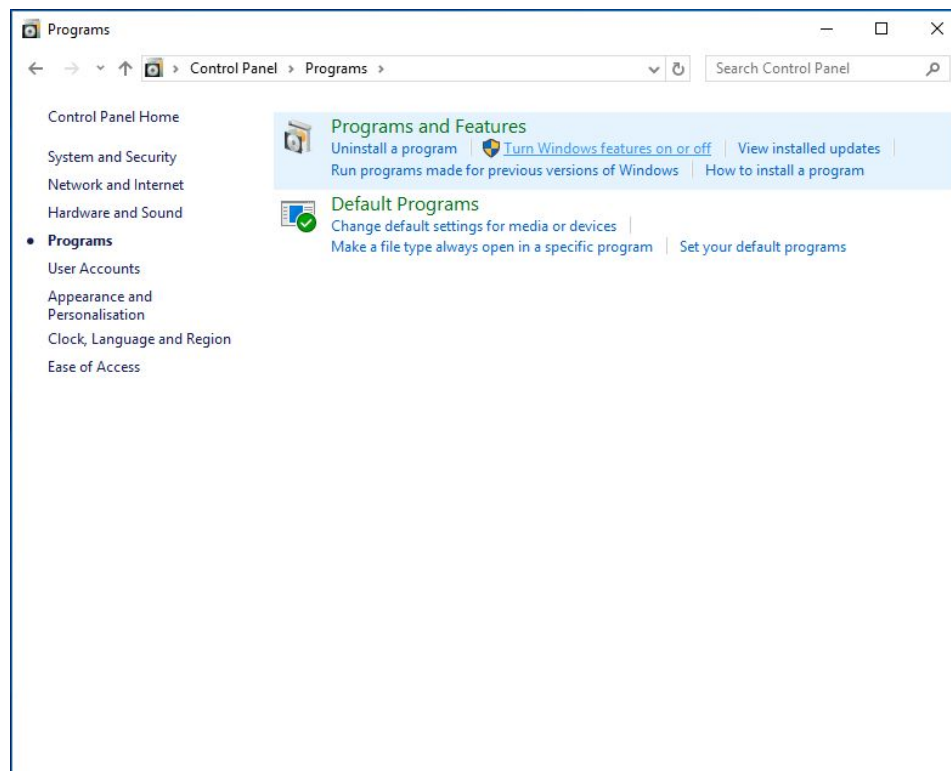 Programs
Control Panel > Programs >
Search Control Panel
Control Panel Home
System and Security
Network and Internet
Hardware and Sound
Programs
User Accounts
Appearance and
Personalisation
Clock, Language and Region
Ease of Access
Programs and Features
Uninstall a program | Turn Windows features on or off | View installed updates |
Run programs made for previous versions of Windows | How to install a program
Default Programs
Change default settings for media or devices |
Make a file type always open in a specific program | Set your default programs